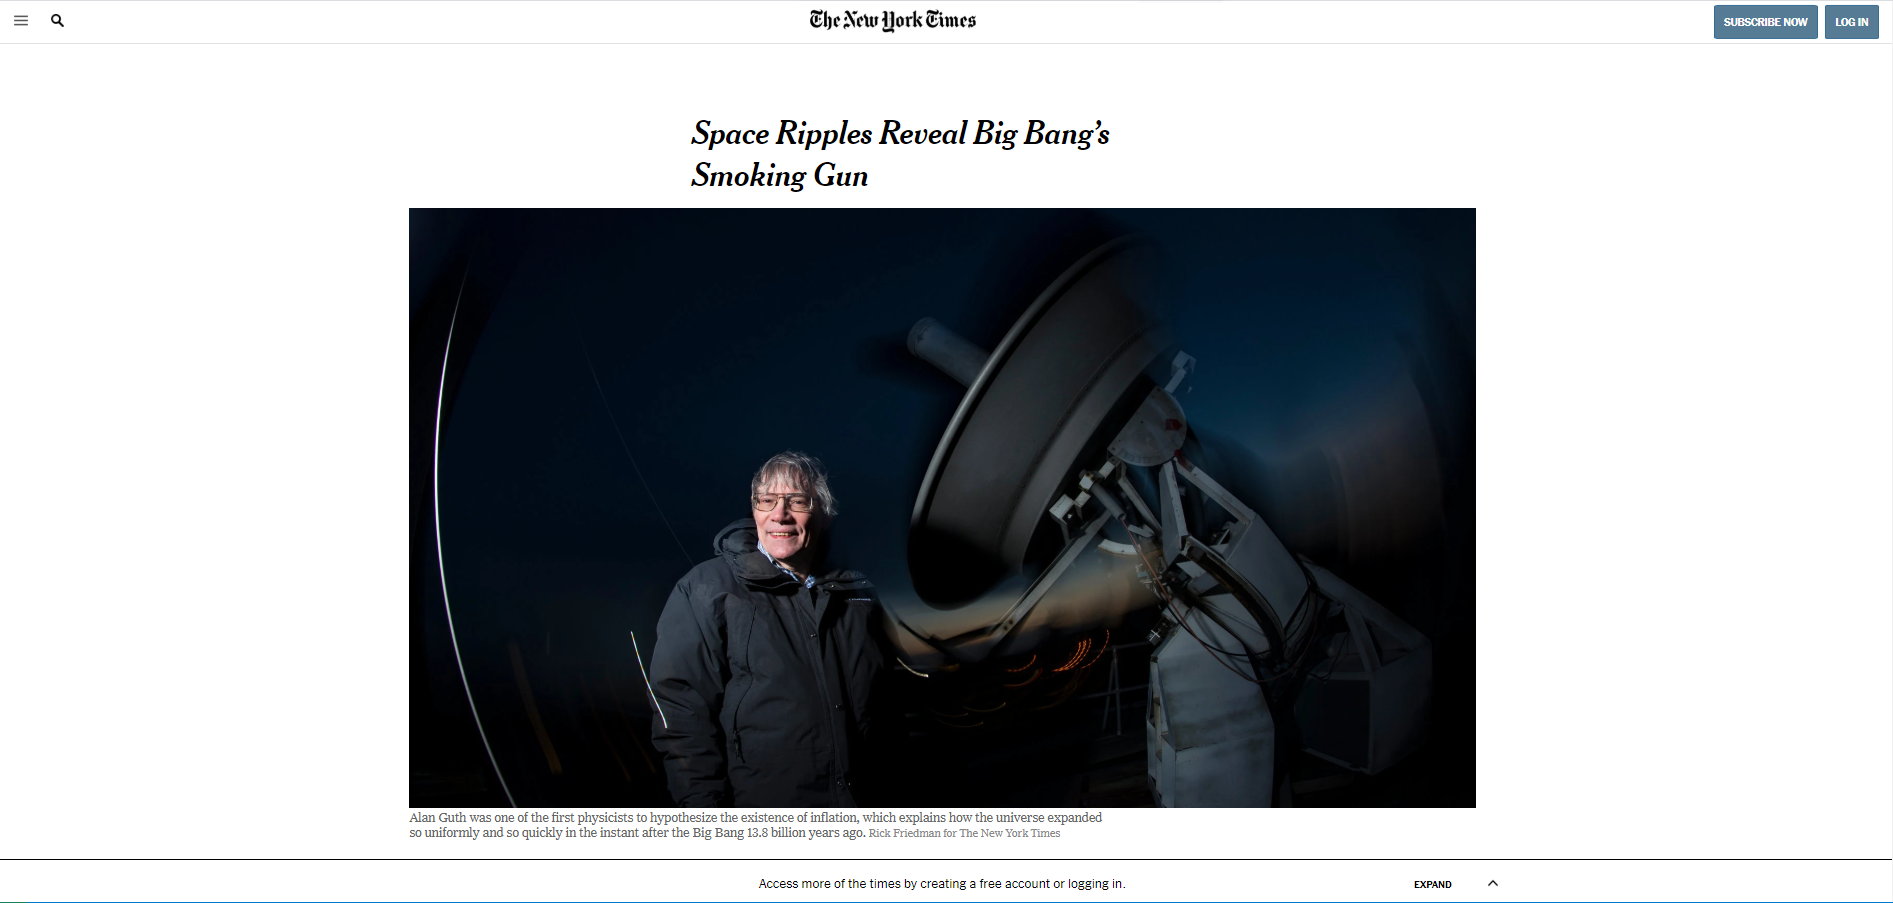 The New York Times
SUBSCRIBE NOW
LOG IN
Space Ripples Reveal Big Bang’s
Smoking Gun
Alan Guth was one of the first physicists to hypothesize the existence of inflation, which explains how the universe expanded
so uniformly and so quickly in the instant after the Big Bang 13.8 billion years ago. Rick Friedman for The New York Times
Access more of the times by creating a free account or logging in.
EXPAND